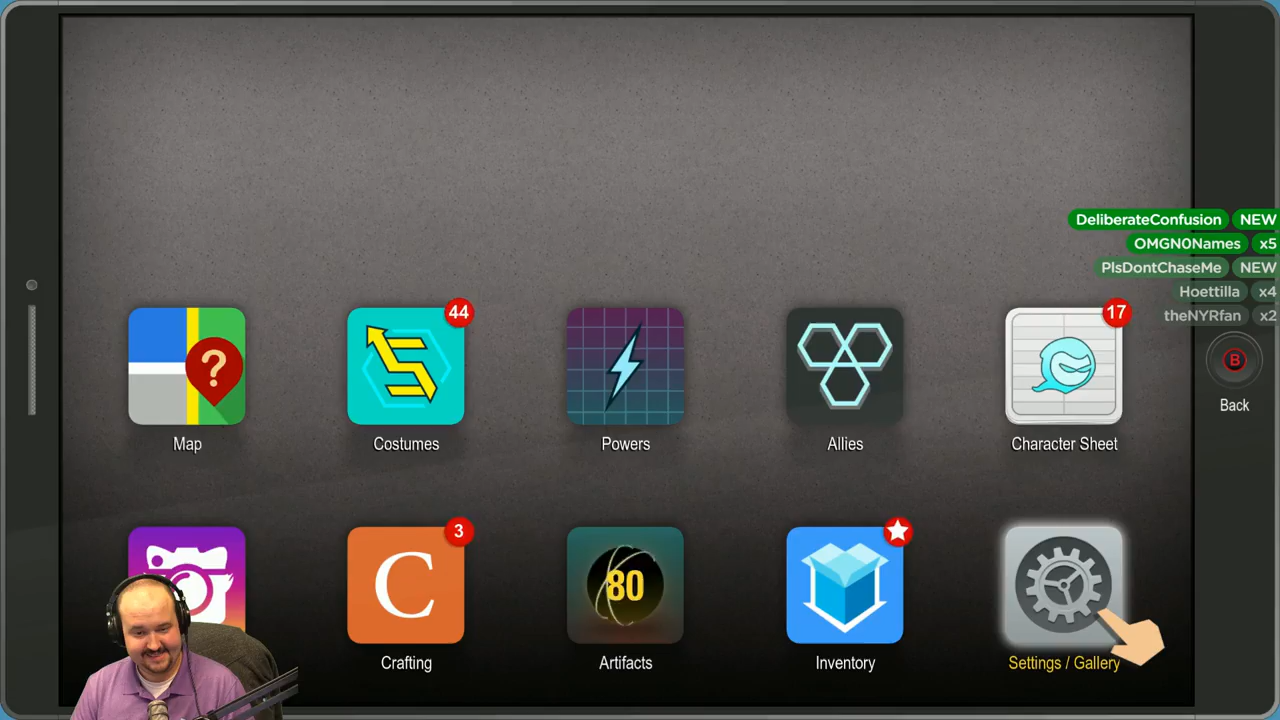 DeliberateConfusion NEW
OMGN0Names x5
PlsDontChaseMe NEW
Hoettilla x4
theNYRfan x2
44
17
?
B
Back
Map
Costumes
Powers
Allies
Character Sheet
3
C
80
Crafting
Artifacts
Inventory
Settings / Gallery